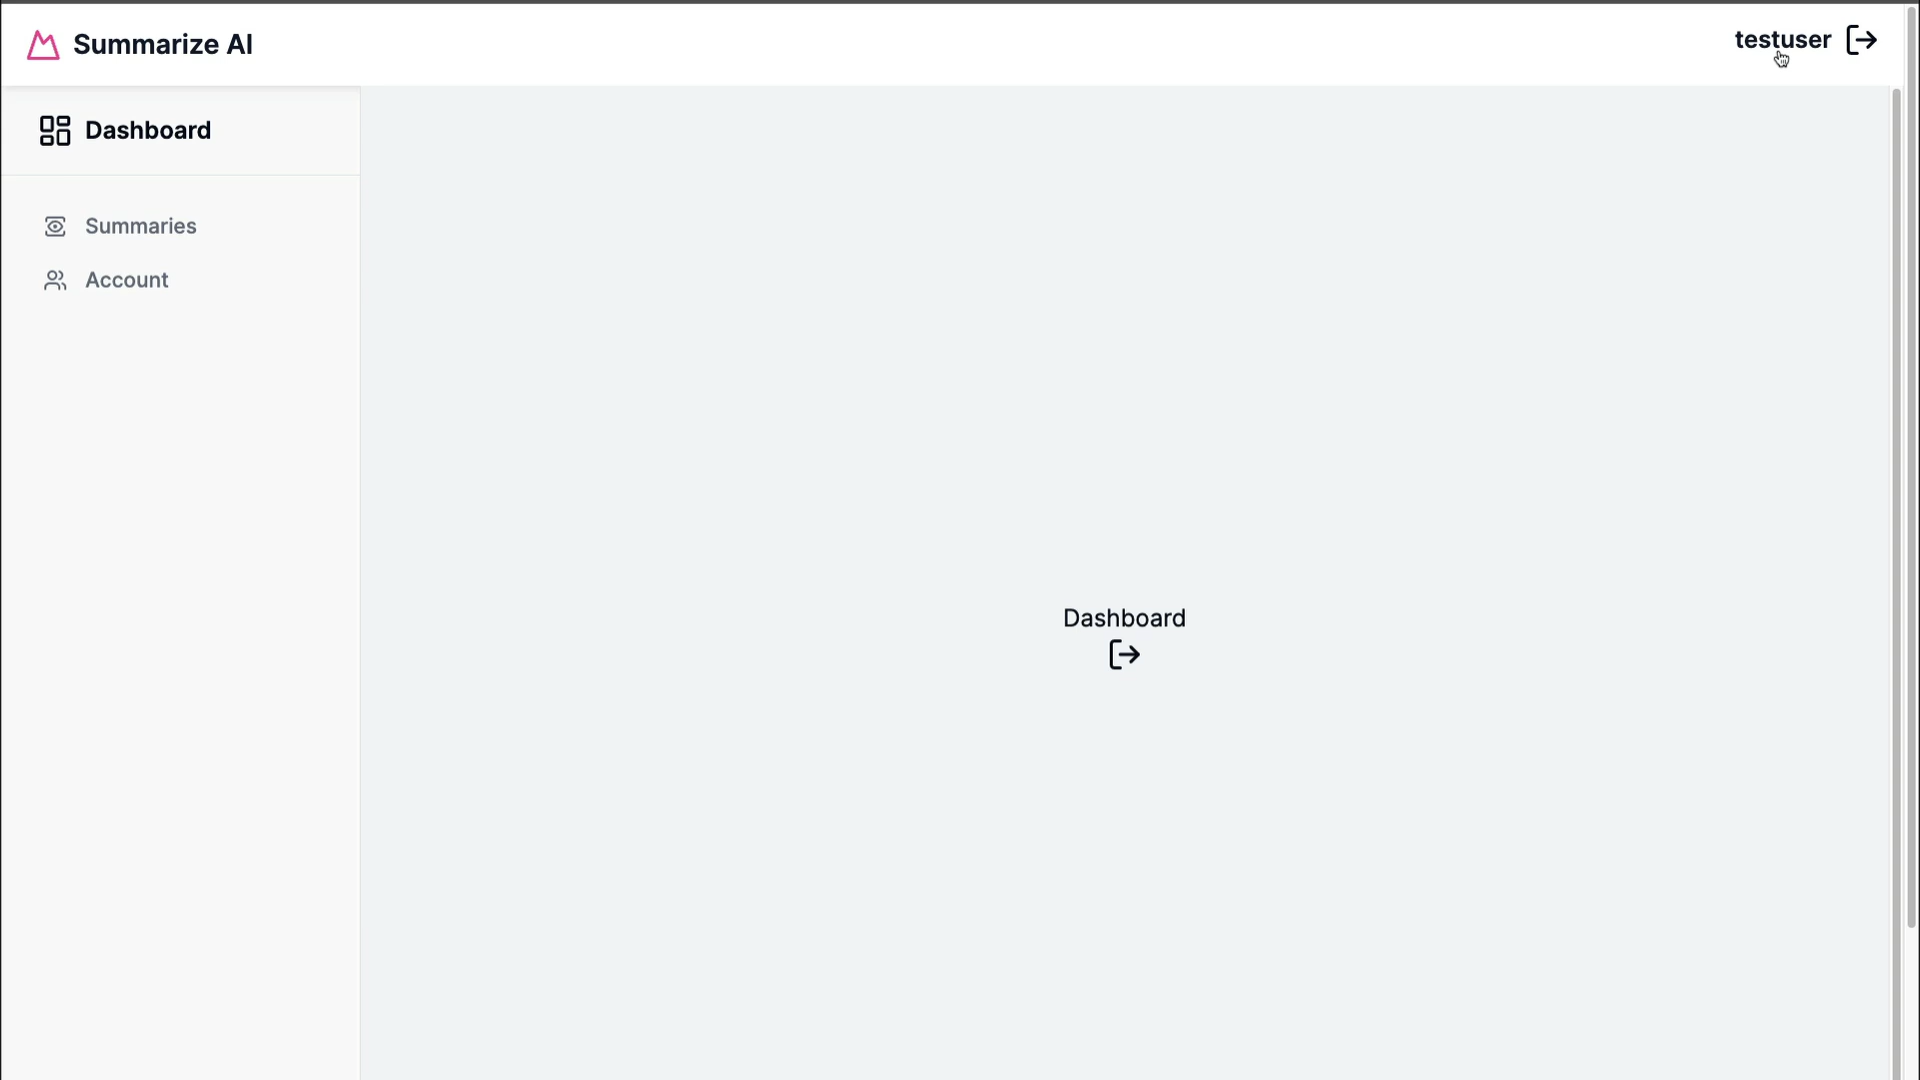 Summarize AI
testuser
Dashboard
Summaries
Account
Dashboard